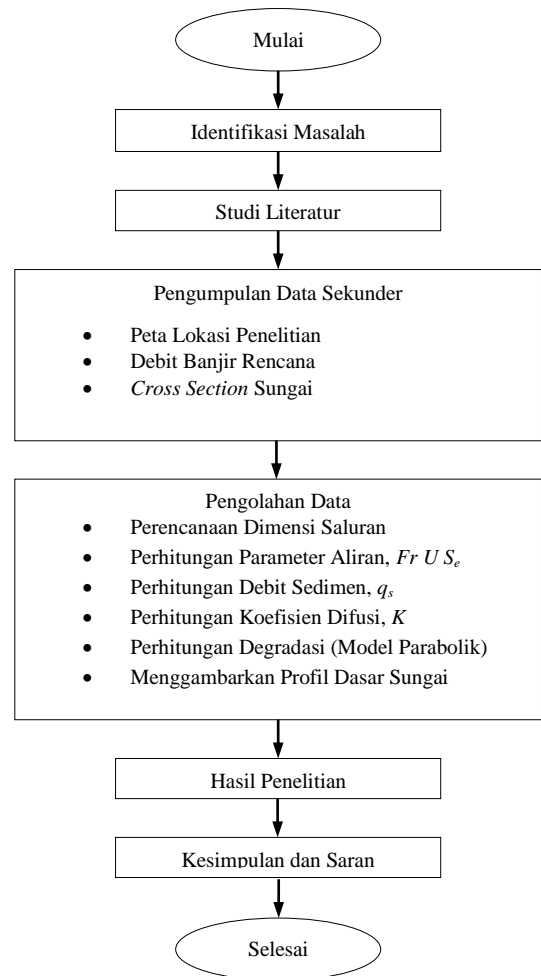 Mulai
Identifikasi Masalah
Studi Literatur
Pengumpulan Data Sekunder
• Peta Lokasi Penelitian
• Debit Banjir Rencana
• Cross Section Sungai
Pengolahan Data
• Perencanaan Dimensi Saluran
• Perhitungan Parameter Aliran, Fr U Se
• Perhitungan Debit Sedimen, qs
• Perhitungan Koefisien Difusi, K
• Perhitungan Degradasi (Model Parabolik)
• Menggambarkan Profil Dasar Sungai
Hasil Penelitian
Kesimpulan dan Saran
Selesai